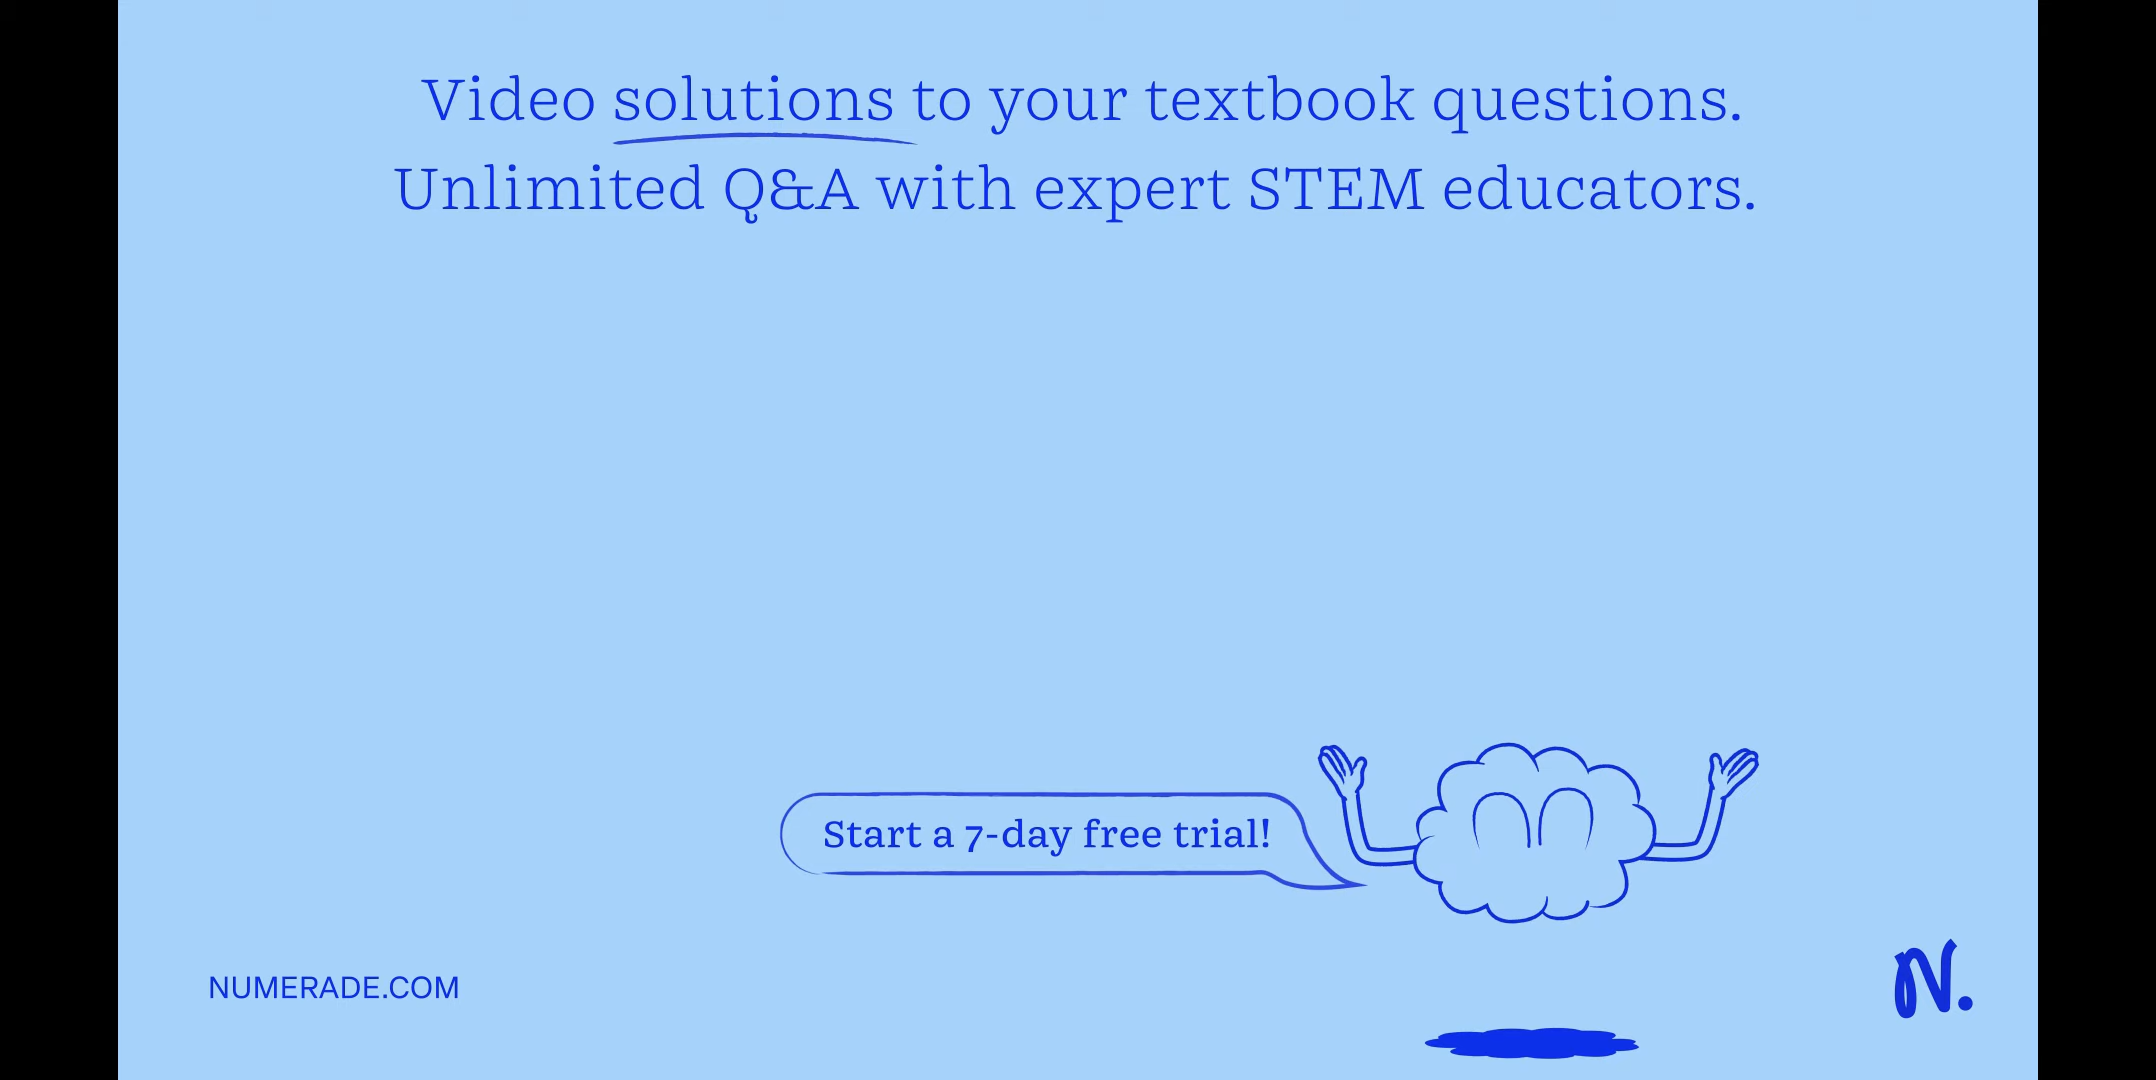 Video solutions to your textbook questions.
Unlimited Q&A with expert STEM educators.
Start a 7-day free trial!
NUMERADE.COM
N.